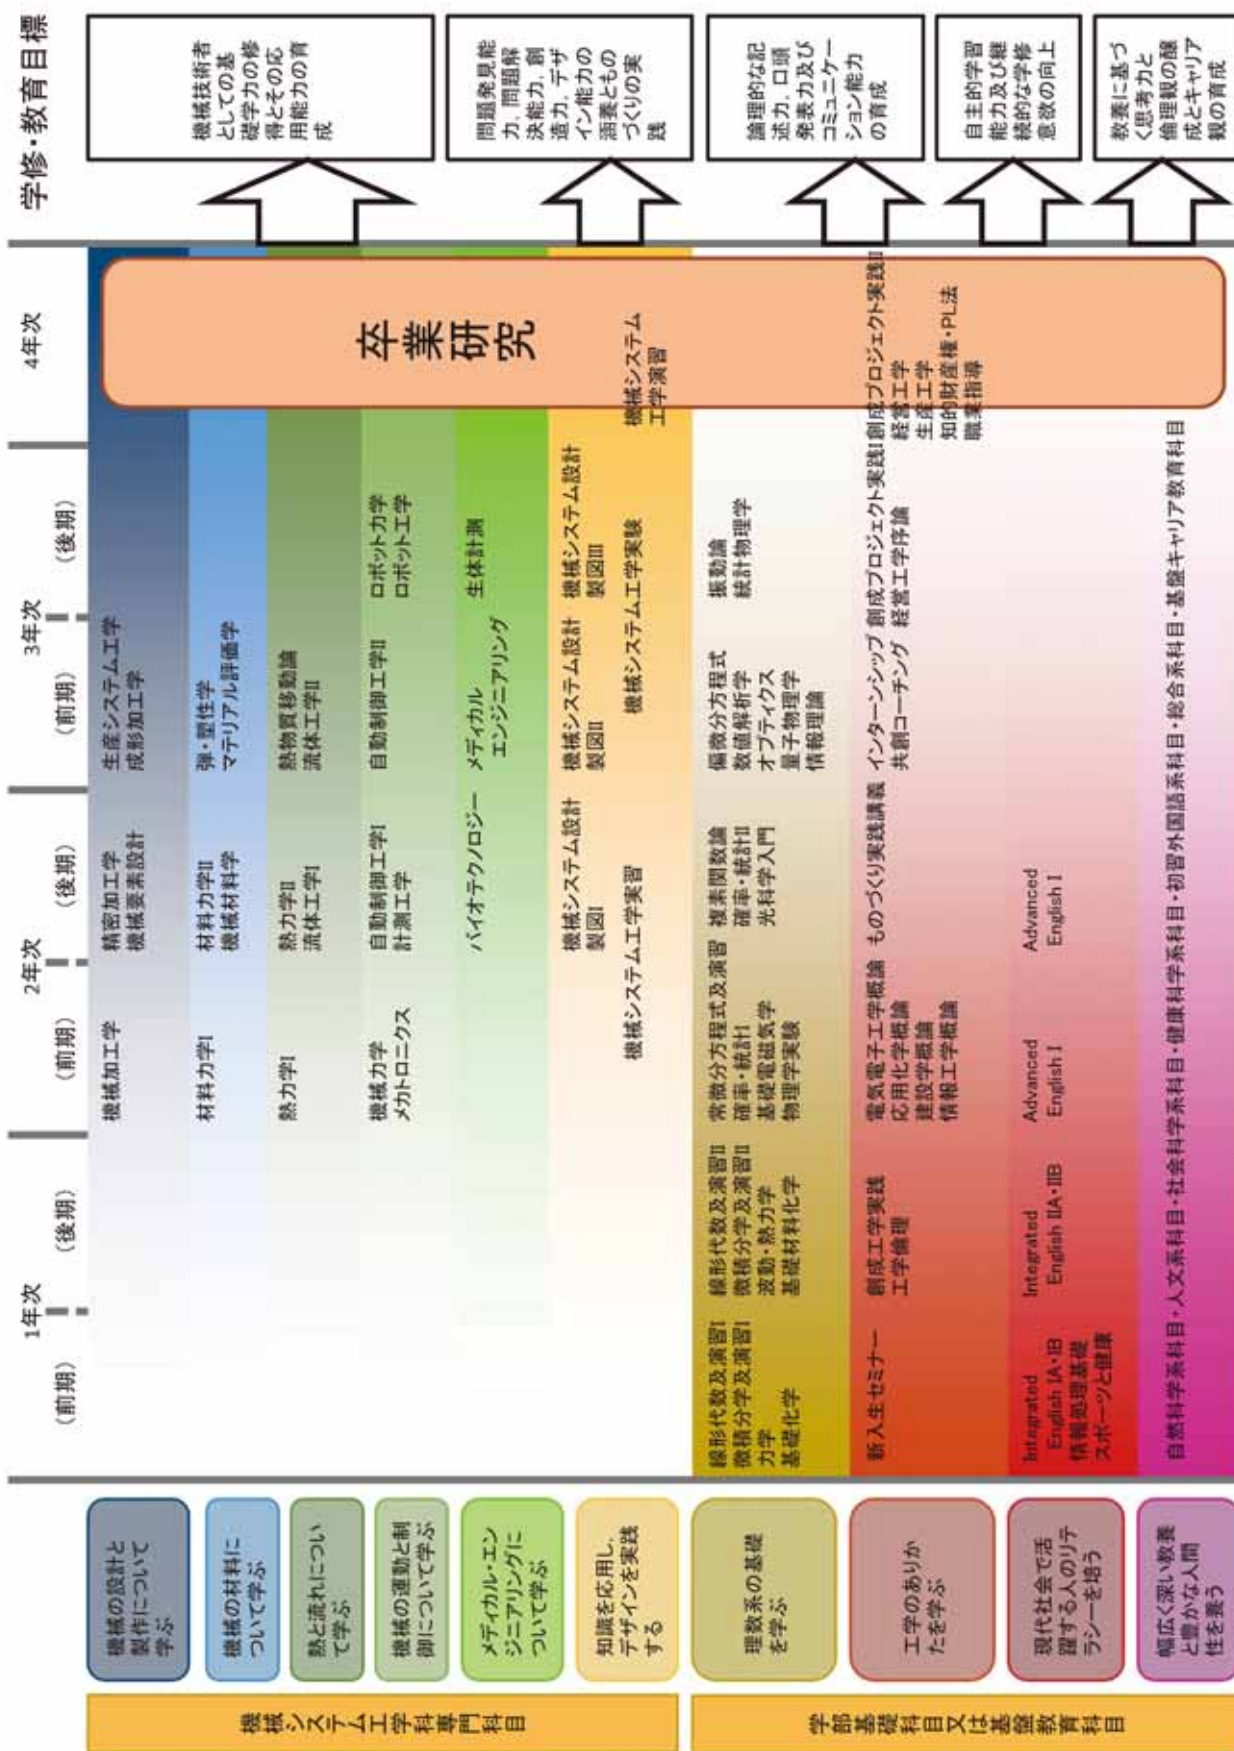 1年次
2年次
3年次
4年次
学修・教育目標
(前期)
(後期)
(前期)
(後期)
(前期)
(後期)
機械システム工学科専門科目
機械の設計と
製作について
学ぶ
機械加工学
精密加工学
機械要素設計
生産システム工学
成形加工学
機械の材料に
ついて学ぶ
材料力学I
材料力学II
機械材料学
弾・塑性学
マテリアル評価学
熱と流れについ
て学ぶ
熱力学I
熱力学II
流体工学I
熱物質移動論
流体工学II
機械の運動と制
御について学ぶ
機械力学
メカトロニクス
自動制御工学I
計測工学
自動制御工学II
ロボット力学
ロボット工学
メディカル・エン
ジニアリングに
ついて学ぶ
バイオテクノロジー
メディカル
エンジニアリング
生体計測
知識を応用し、
デザインを実践
する
機械システム設計
製図I
機械システム設計
製図II
機械システム設計
製図III
機械システム工学実習
機械システム工学実験
機械システム
工学演習
卒業研究
学部基礎科目又は基盤教育科目
理数系の基礎
を学ぶ
線形代数及演習I
微積分学及演習I
力学
基礎化学
線形代数及演習II
微積分学及演習II
波動・熱力学
基礎材料化学
常微分方程式及演習
確率・統計I
基礎電磁気学
物理学実験
複素関数論
確率・統計II
光科学入門
偏微分方程式
数値解析学
オプティクス
量子物理学
情報理論
振動論
統計物理学
工学のありか
たを学ぶ
新入生セミナー
創成工学実践
工学倫理
電気電子工学概論
応用化学概論
建設学概論
情報工学概論
ものづくり実践講義
インターンシップ
共創コーチング
創成プロジェクト実践I
経営工学序論
創成プロジェクト実践II
経営工学
生産工学
知的財産権・PL法
職業指導
現代社会で活
躍する人のリテ
ラシーを培う
Integrated
English IA・IB
情報処理基礎
スポーツと健康
Integrated
English IIA・IIB
Advanced
English I
Advanced
English I
幅広く深い教養
と豊かな人間
性を養う
自然科学系科目・人文系科目・社会科学系科目・健康科学系科目・初習外国語系科目・総合系科目・基盤キャリア教育科目
機械技術者
としての基
礎学力の修
得とその応
用能力の育
成
問題発見能
力、問題解
決能力、創
造力、デザ
イン能力の
涵養ともの
づくりの実
践
論理的な記
述力、口頭
発表力及び
コミュニケー
ション能力
の育成
自主的学習
能力及び継
続的な学修
意欲の向上
教養に基づ
く思考力と
倫理観の醸
成とキャリア
観の育成